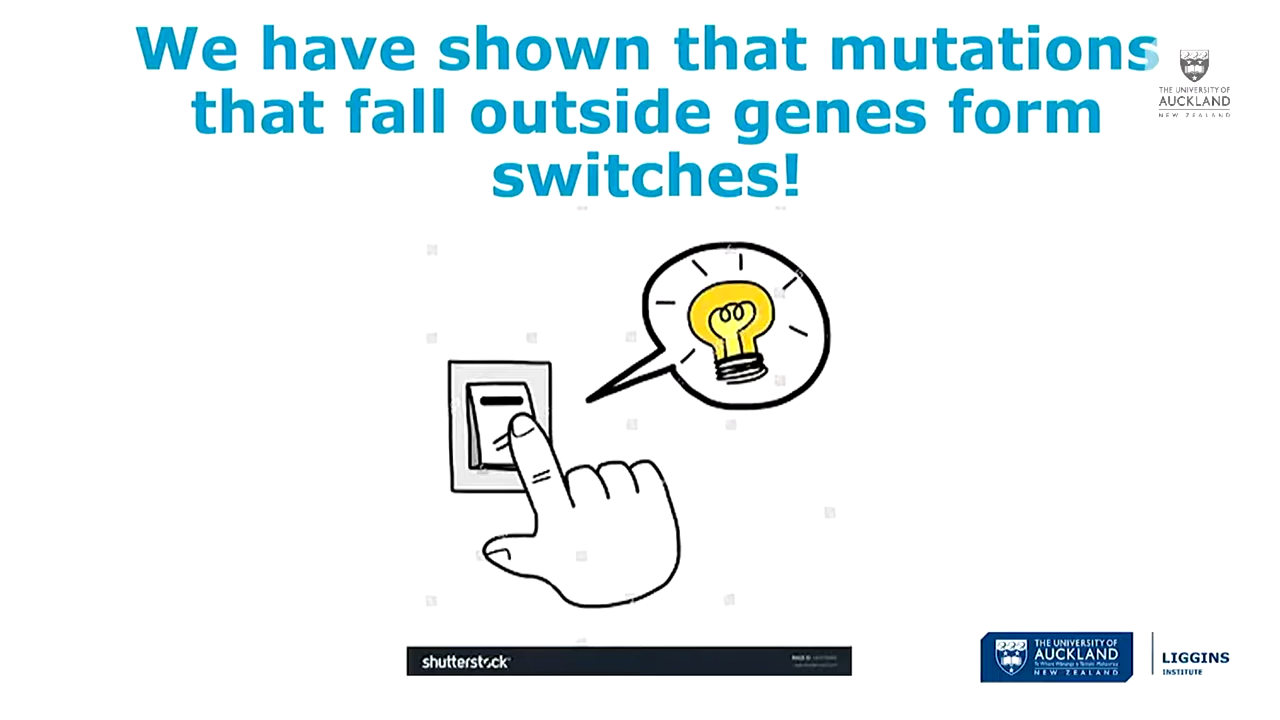 We have shown that mutations
that fall outside genes form
switches!
THE UNIVERSITY OF
AUCKLAND
NEW ZEALAND
shutterstock
THE UNIVERSITY OF
AUCKLAND
NEW ZEALAND
LIGGINS
INSTITUTE